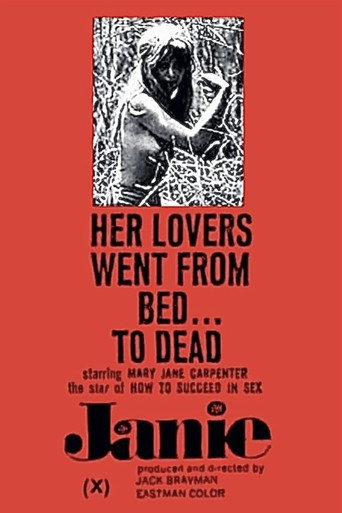 HER LOVERS
WENT FROM
BED...
TO DEAD
starring MARY JANE CARPENTER
the star of HOW TO SUCCEED IN SEX
Janie
produced and directed by
JACK BRAVMAN
(X)
EASTMAN COLOR